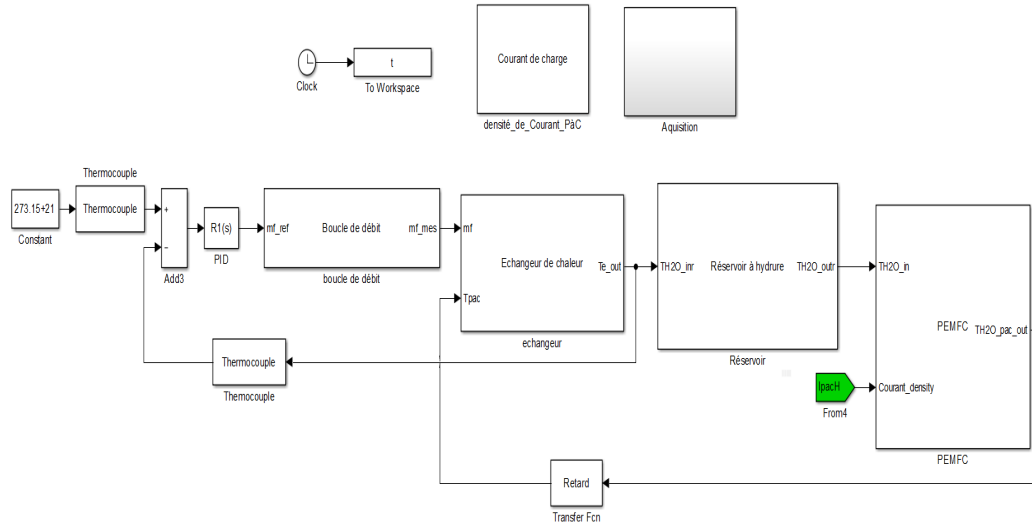 t
Clock
To Workspace
Courant de charge
densité_de_Courant_PàC
Aquisition
273.15+21
Constant
Thermocouple
Thermocouple
+
−
Add3
R1(s)
PID
mf_ref
Boucle de débit
mf_mes
boucle de débit
mf
Echangeur de chaleur
Te_out
Tpac
echangeur
TH2O_inr
Réservoir à hydrure
TH2O_outr
Réservoir
TH2O_in
PEMFC
TH2O_pac_out
Courant_density
PEMFC
IpacH
From4
Thermocouple
Themocouple
Retard
Transfer Fcn